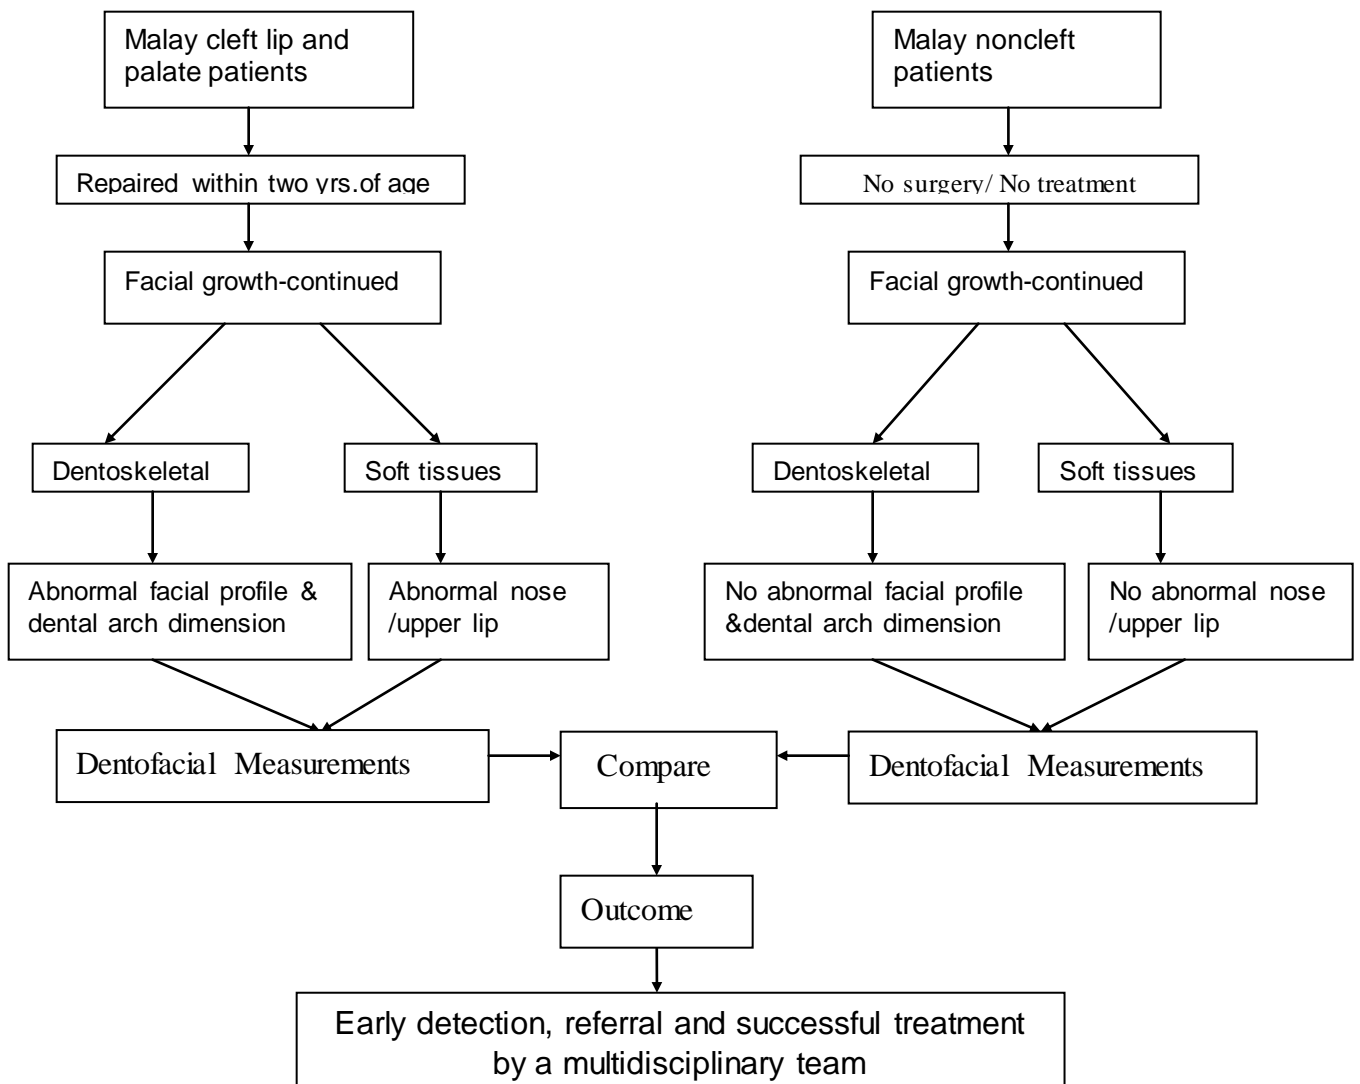 Malay cleft lip and
palate patients
Malay noncleft
patients
Repaired within two yrs.of age
No surgery/ No treatment
Facial growth-continued
Facial growth-continued
Dentoskeletal
Soft tissues
Dentoskeletal
Soft tissues
Abnormal facial profile &
dental arch dimension
Abnormal nose
/upper lip
No abnormal facial profile
&dental arch dimension
No abnormal nose
/upper lip
Dentofacial Measurements
Compare
Dentofacial Measurements
Outcome
Early detection, referral and successful treatment
by a multidisciplinary team